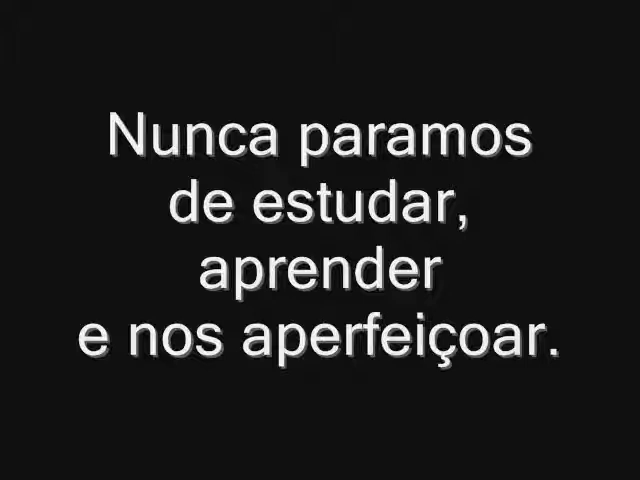 Nunca paramos
de estudar,
aprender
e nos aperfeiçoar.